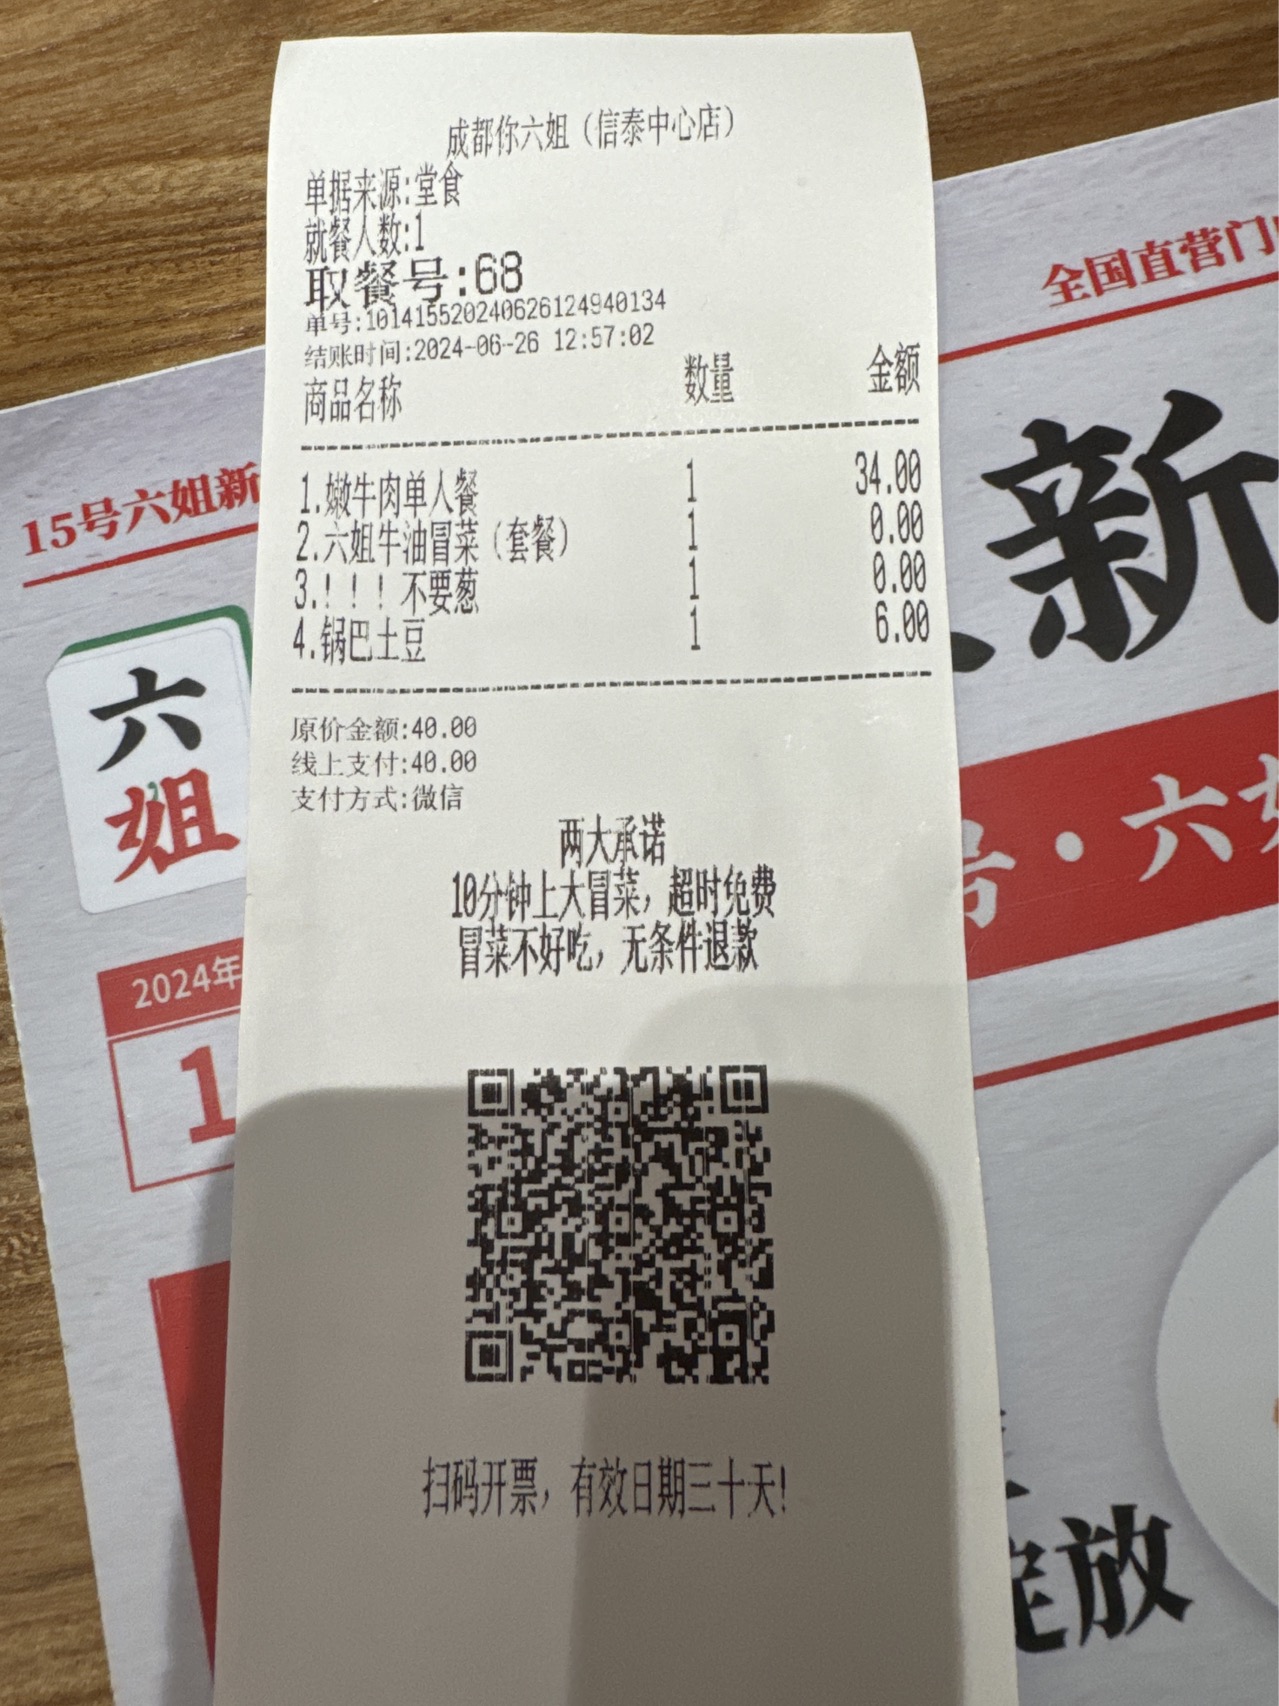 成都你六姐（信泰中心店）
单据来源:堂食
就餐人数:1
取餐号:68
单号:101415520240626124940134
结账时间:2024-06-26 12:57:02
商品名称 数量 金额
1.嫩牛肉单人餐 1 34.00
2.六姐牛油冒菜（套餐） 1 0.00
3.！！！不要葱 1 0.00
4.锅巴土豆 1 6.00
原价金额:40.00
线上支付:40.00
支付方式:微信
两大承诺
10分钟上大冒菜，超时免费
冒菜不好吃，无条件退款
扫码开票，有效日期三十天!
15号六姐新
六
姐
2024年
1
全国直营门
新
号·六
放